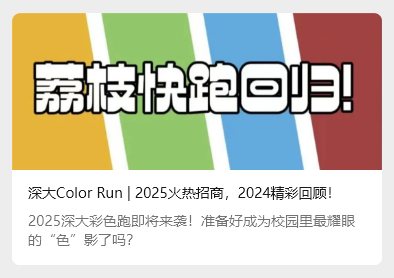 荔枝快跑回归!
深大Color Run | 2025火热招商，2024精彩回顾！
2025深大彩色跑即将来袭！准备好成为校园里最耀眼
的“色”影了吗？